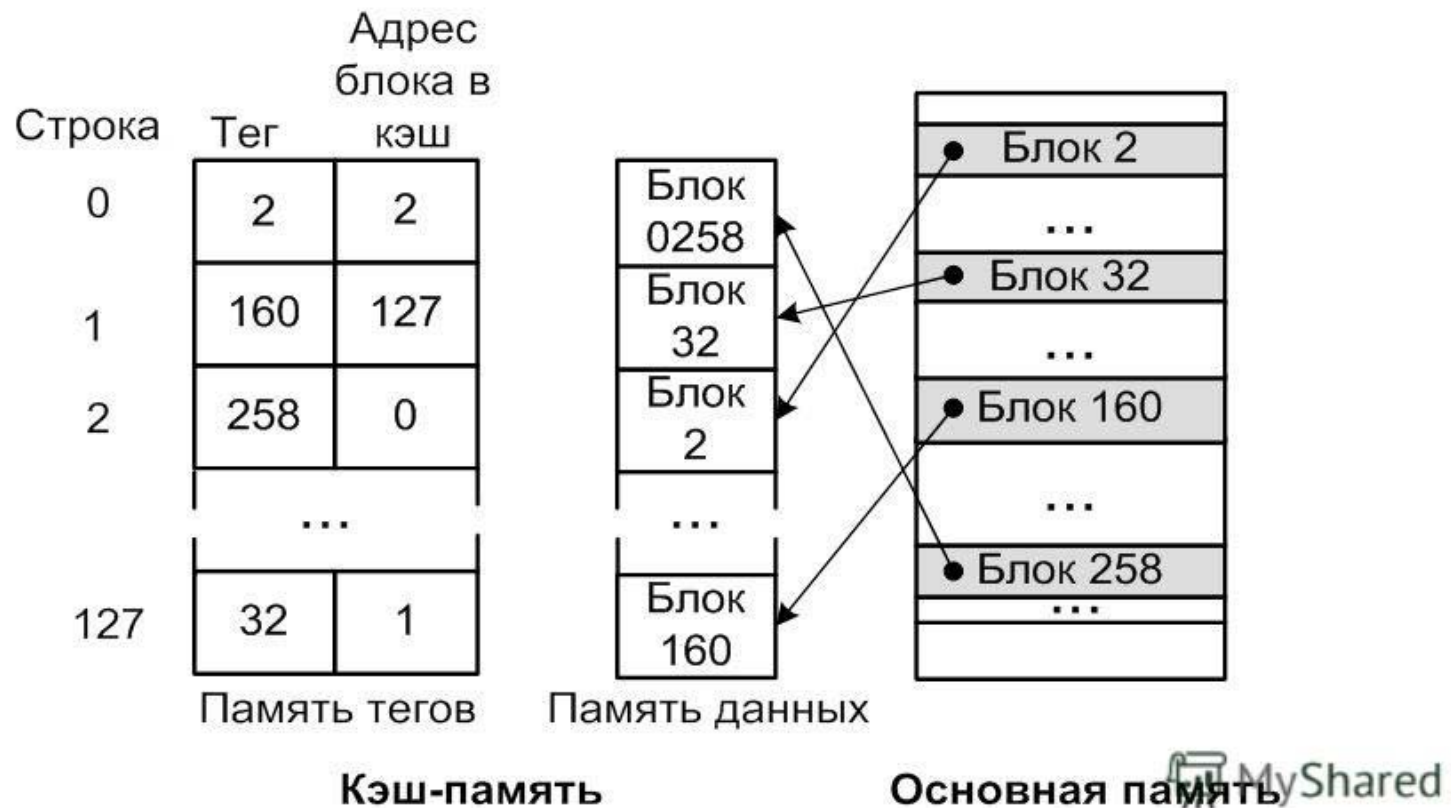 Адрес
блока в
Строка Тег кэш
0 2 2
1 160 127
2 258 0
...
127 32 1
Память тегов
Блок
0258
Блок
32
Блок
2
...
Блок
160
Память данных
Кэш-память
Блок 2
...
Блок 32
...
Блок 160
...
Блок 258
...
Основная память
MyShared